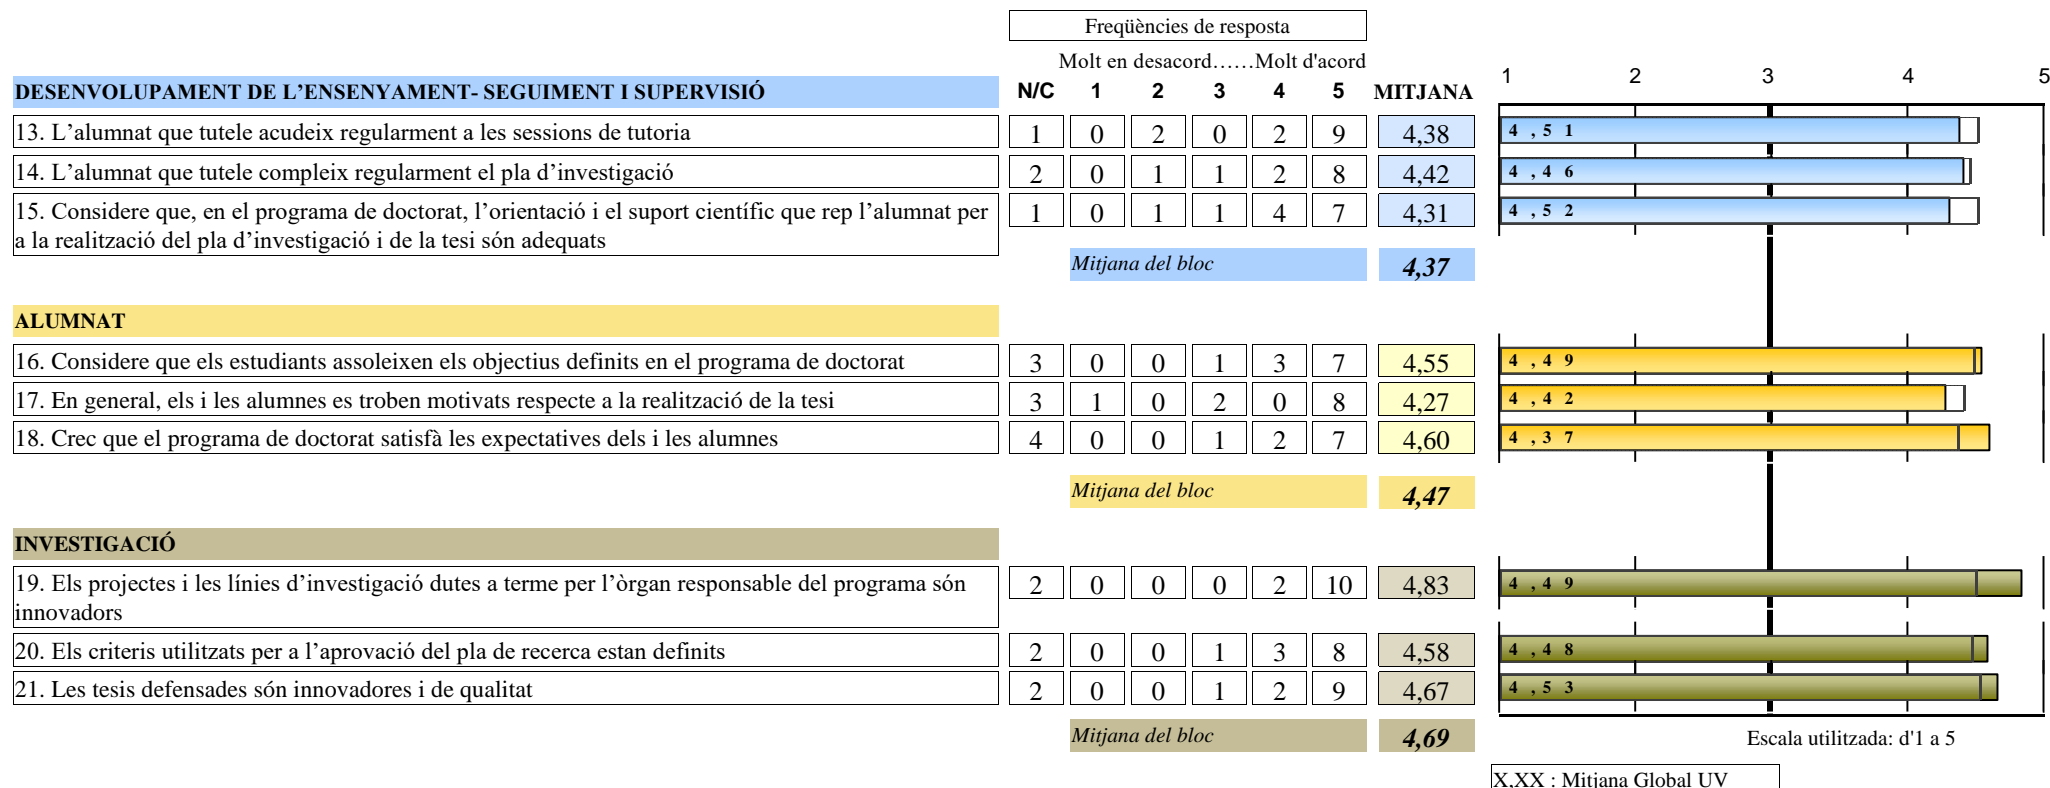 Freqüències de resposta
Molt en desacord……Molt d'acord
1 2 3 4 5
DESENVOLUPAMENT DE L’ENSENYAMENT- SEGUIMENT I SUPERVISIÓ N/C 1 2 3 4 5 MITJANA
13. L’alumnat que tutele acudeix regularment a les sessions de tutoria 1 0 2 0 2 9 4,38 4,51
14. L’alumnat que tutele compleix regularment el pla d’investigació 2 0 1 1 2 8 4,42 4,46
15. Considere que, en el programa de doctorat, l’orientació i el suport científic que rep l’alumnat per 1 0 1 1 4 7 4,31 4,52
a la realització del pla d’investigació i de la tesi són adequats
Mitjana del bloc 4,37
ALUMNAT
16. Considere que els estudiants assoleixen els objectius definits en el programa de doctorat 3 0 0 1 3 7 4,55 4,49
17. En general, els i les alumnes es troben motivats respecte a la realització de la tesi 3 1 0 2 0 8 4,27 4,42
18. Crec que el programa de doctorat satisfà les expectatives dels i les alumnes 4 0 0 1 2 7 4,60 4,37
Mitjana del bloc 4,47
INVESTIGACIÓ
19. Els projectes i les línies d’investigació dutes a terme per l’òrgan responsable del programa són 2 0 0 0 2 10 4,83 4,49
innovadors
20. Els criteris utilitzats per a l’aprovació del pla de recerca estan definits 2 0 0 1 3 8 4,58 4,48
21. Les tesis defensades són innovadores i de qualitat 2 0 0 1 2 9 4,67 4,53
Mitjana del bloc 4,69
Escala utilitzada: d'1 a 5
X,XX : Mitjana Global UV